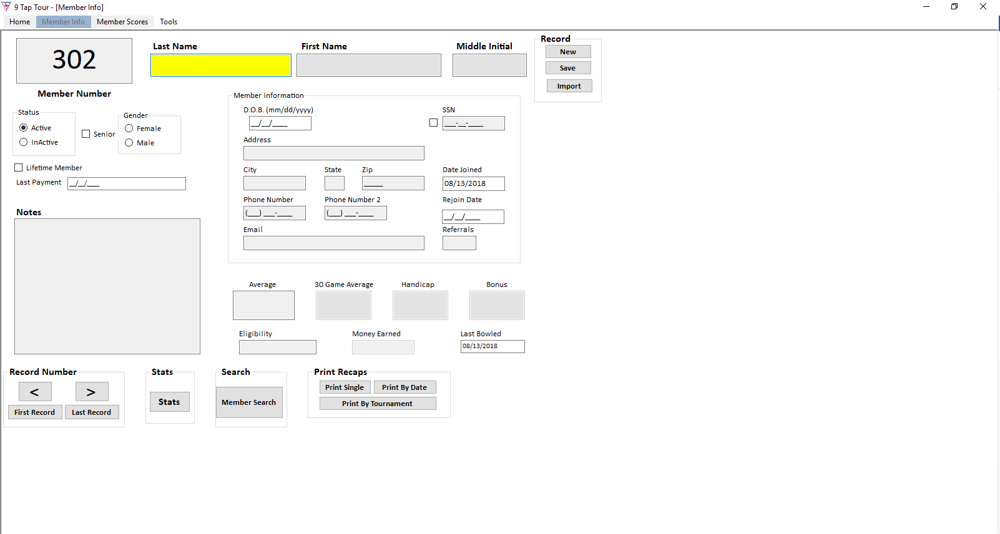 9 Tap Tour - [Member Info]
Home Member Info Member Scores Tools
302
Member Number
Last Name
First Name
Middle Initial
Record
New
Save
Import
Status
Active
InActive
Senior
Gender
Female
Male
Lifetime Member
Last Payment __/__/____
Notes
Member Information
D.O.B. (mm/dd/yyyy)
__/__/____
SSN
___-__-____
Address
City
State
Zip
_____
Date Joined
08/13/2018
Phone Number
(___) ___-____
Phone Number 2
(___) ___-____
Rejoin Date
__/__/____
Email
Referrals
Average
30 Game Average
Handicap
Bonus
Eligibility
Money Earned
Last Bowled
08/13/2018
Record Number
< >
First Record Last Record
Stats
Stats
Search
Member Search
Print Recaps
Print Single Print By Date
Print By Tournament